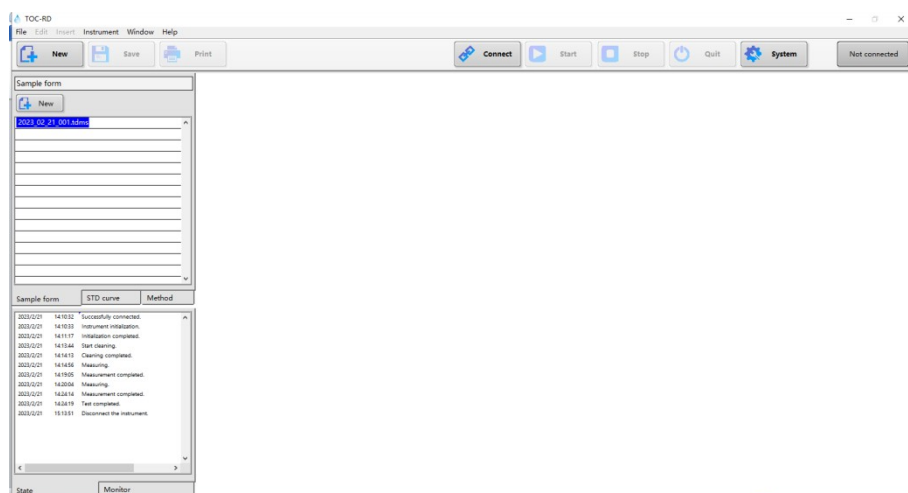 TOC-RD
File Edit Insert Instrument Window Help
New Save Print Connect Start Stop Quit System Not connected
Sample form
New
2023_02_21_001.tdms
Sample form STD curve Method
2023/2/21 14:10:32 Successfully connected.
2023/2/21 14:10:33 Instrument initialization.
2023/2/21 14:11:17 Initialization completed.
2023/2/21 14:13:44 Start cleaning.
2023/2/21 14:14:13 Cleaning completed.
2023/2/21 14:14:56 Measuring.
2023/2/21 14:19:05 Measurement completed.
2023/2/21 14:20:04 Measuring.
2023/2/21 14:24:14 Measurement completed.
2023/2/21 14:24:19 Test completed.
2023/2/21 15:13:51 Disconnect the instrument.
State Monitor